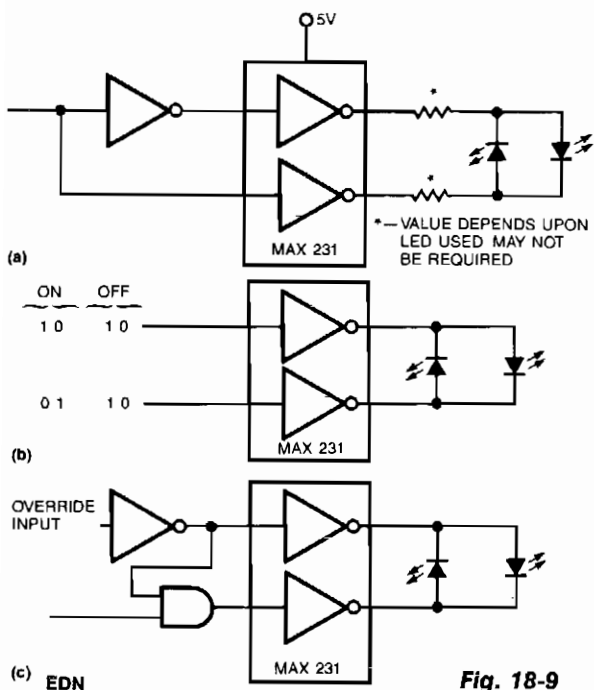 5V
*
*
MAX 231
*—VALUE DEPENDS UPON
LED USED MAY NOT
BE REQUIRED
(a)
ON OFF
1 0 1 0
0 1 1 0
MAX 231
(b)
OVERRIDE
INPUT
MAX 231
(c) EDN
Fig. 18-9